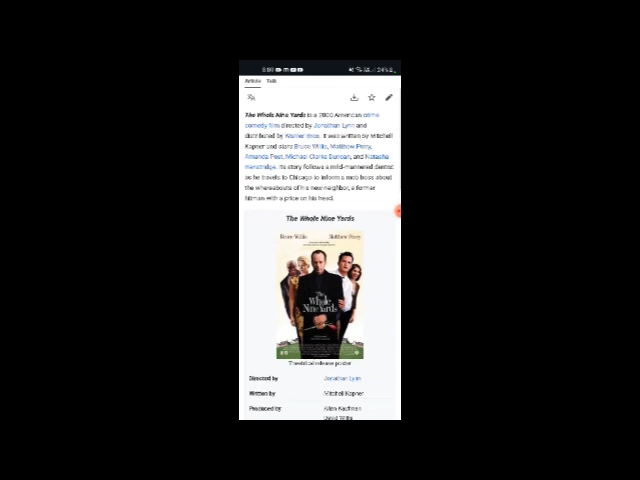 Article Talk
The Whole Nine Yards is a 2000 American crime
comedy film directed by Jonathan Lynn and
distributed by Warner Bros. It was written by Mitchell
Kapner and stars Bruce Willis, Matthew Perry,
Amanda Peet, Michael Clarke Duncan, and Natasha
Henstridge. Its story follows a mild-mannered dentist
as he travels to Chicago to inform a mob boss about
the whereabouts of his new neighbor, a former
hitman with a price on his head.
The Whole Nine Yards
Bruce Willis Matthew Perry
The
Whole
Nine Yards
Theatrical release poster
Directed by Jonathan Lynn
Written by Mitchell Kapner
Produced by Allan Kaufman
David Willis